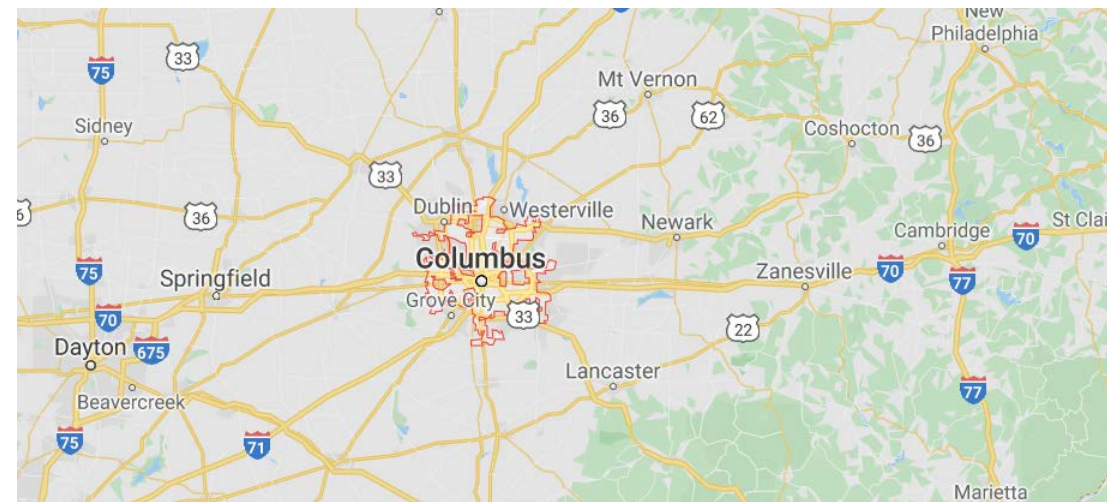 New
Philadelphia
33
75
Mt Vernon
36
62
Sidney
Coshocton
36
33
Dublin
Westerville
6
36
Newark
St Clai
Cambridge
70
Columbus
75
Springfield
Zanesville
70
77
Grove City
70
33
22
Dayton
675
Lancaster
Beavercreek
77
75
71
Marietta